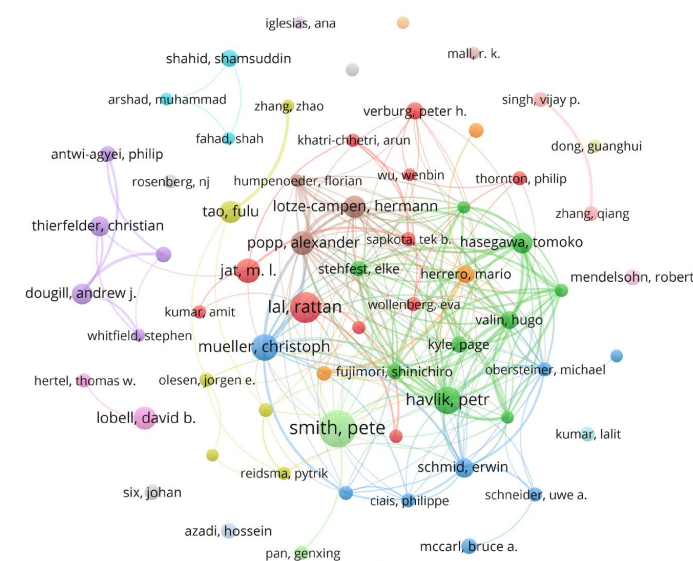 iglesias, ana
mall, r. k.
shahid, shamsuddin
arshad, muhammad
zhang, zhao
verburg, peter h.
singh, vijay p.
fahad, shah
khatri-chhetri, arun
dong, guanghui
antwi-agyei, philip
rosenberg, nj
humpenoeder, florian
wu, wenbin
thornton, philip
tao, fulu
lotze-campen, hermann
zhang, qiang
thierfelder, christian
popp, alexander
sapkota, tek b.
hasegawa, tomoko
jat, m. l.
stehfest, elke
herrero, mario
mendelsohn, robert
dougill, andrew j.
kumar, amit
lal, rattan
wollenberg, eva
valin, hugo
whitfield, stephen
mueller, christoph
kyle, page
hertel, thomas w.
olesen, jorgen e.
fujimori, shinichiro
obersteiner, michael
lobell, david b.
havlik, petr
smith, pete
kumar, lalit
reidsma, pytrik
schmid, erwin
six, johan
ciais, philippe
schneider, uwe a.
azadi, hossein
pan, genxing
mccarl, bruce a.